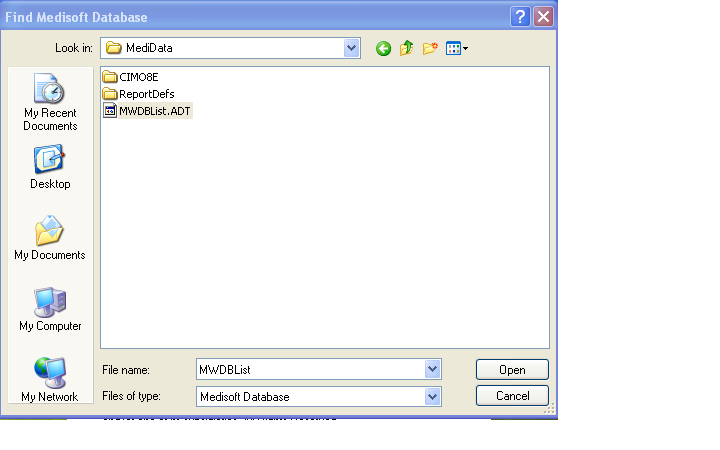 Find Medisoft Database
Look in: MediData
CIMO8E
ReportDefs
MWDBList.ADT
My Recent
Documents
Desktop
My Documents
My Computer
My Network
File name: MWDBList Open
Files of type: Medisoft Database Cancel